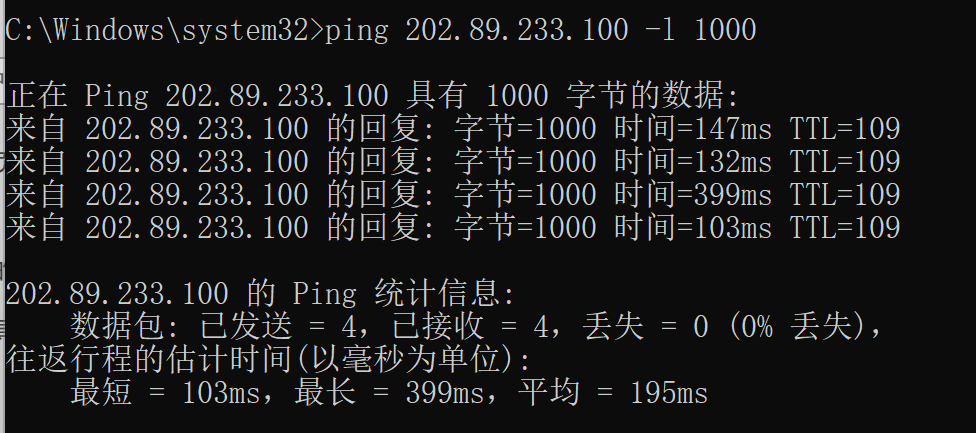 C:\Windows\system32>ping 202.89.233.100 -l 1000
正在 Ping 202.89.233.100 具有 1000 字节的数据:
来自 202.89.233.100 的回复: 字节=1000 时间=147ms TTL=109
来自 202.89.233.100 的回复: 字节=1000 时间=132ms TTL=109
来自 202.89.233.100 的回复: 字节=1000 时间=399ms TTL=109
来自 202.89.233.100 的回复: 字节=1000 时间=103ms TTL=109
202.89.233.100 的 Ping 统计信息:
数据包: 已发送 = 4，已接收 = 4，丢失 = 0 (0% 丢失)，
往返行程的估计时间(以毫秒为单位):
最短 = 103ms，最长 = 399ms，平均 = 195ms